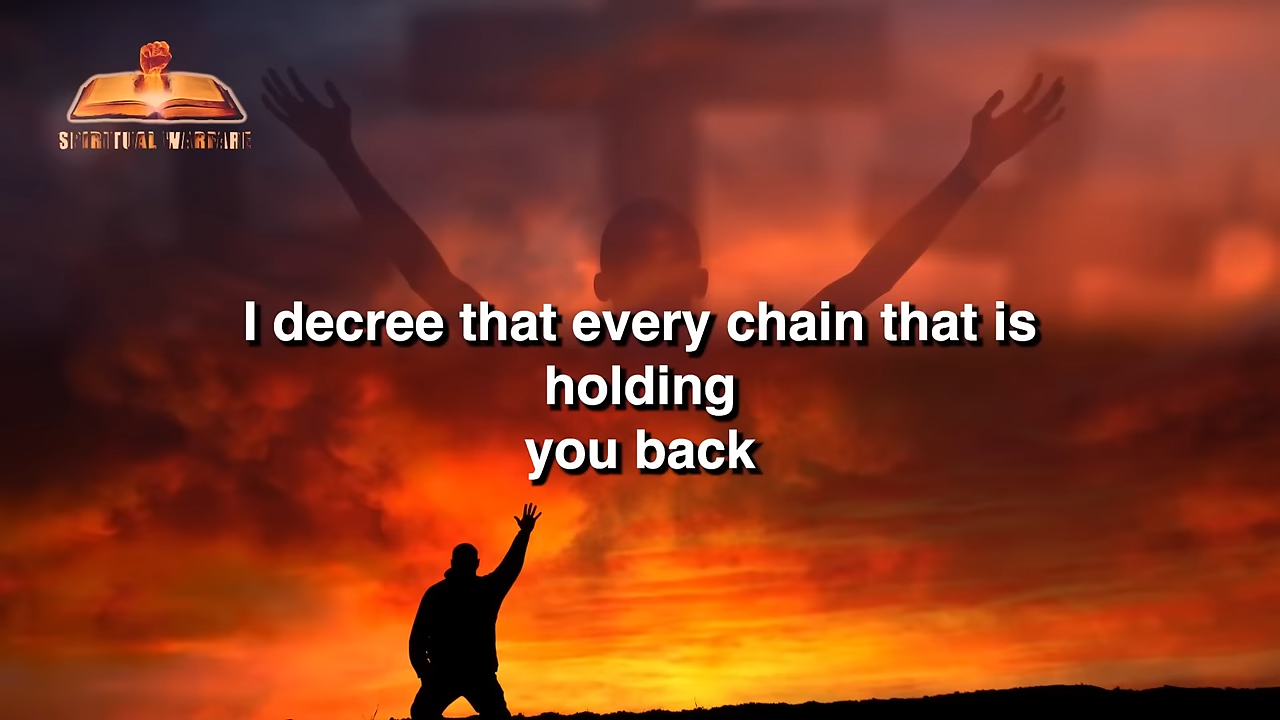 SPIRITUAL WARFARE
I decree that every chain that is
holding
you back